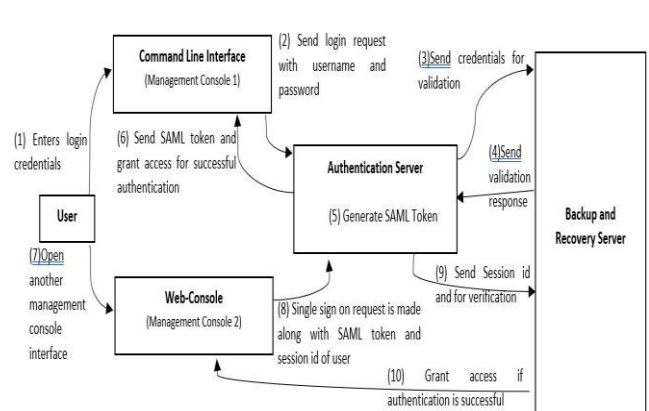 Command Line Interface
(Management Console 1)
(2) Send login request
with username and
password
(3)Send credentials for
validation
(1) Enters login
credentials
(6) Send SAML token and
grant access for successful
authentication
Authentication Server
(5) Generate SAML Token
(4)Send
validation
response
User
Backup and
Recovery Server
(7)Open
another
management
console
interface
Web-Console
(Management Console 2)
(8) Single sign on request is made
along with SAML token and
session id of user
(9) Send Session id
and for verification
(10) Grant access if
authentication is successful